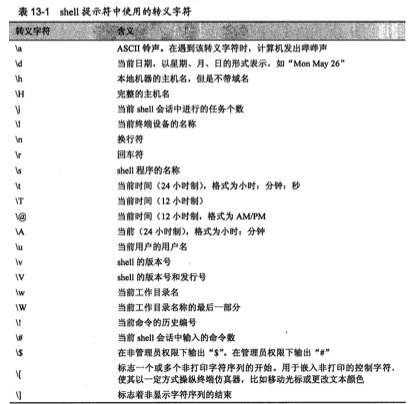 表 13-1 shell 提示符中使用的转义字符
转义字符 含义
\a ASCII 铃声。在遇到该转义字符时，计算机发出哔哔声
\d 当前日期，以星期、月、日的形式表示，如“Mon May 26”
\h 本地机器的主机名，但是不带域名
\H 完整的主机名
\j 当前 shell 会话中进行的任务个数
\l 当前终端设备的名称
\n 换行符
\r 回车符
\s shell 程序的名称
\t 当前时间（24 小时制），格式为小时：分钟：秒
\T 当前时间（12 小时制）
\@ 当前时间（12 小时制，格式为 AM/PM
\A 当前（24 小时制），格式为小时：分钟
\u 当前用户的用户名
\v shell 的版本号
\V shell 的版本号和发行号
\w 当前工作目录名
\W 当前工作目录名称的最后一部分
\! 当前命令的历史编号
\# 当前 shell 会话中输入的命令数
\$ 在非管理员权限下输出“$”。在管理员权限下输出“#”
\[ 标志一个或多个非打印字符序列的开始。用于嵌入非打印的控制字符，
使其以一定方式操纵终端仿真器，比如移动光标或更改文本颜色
\] 标志着非显示字符序列的结束